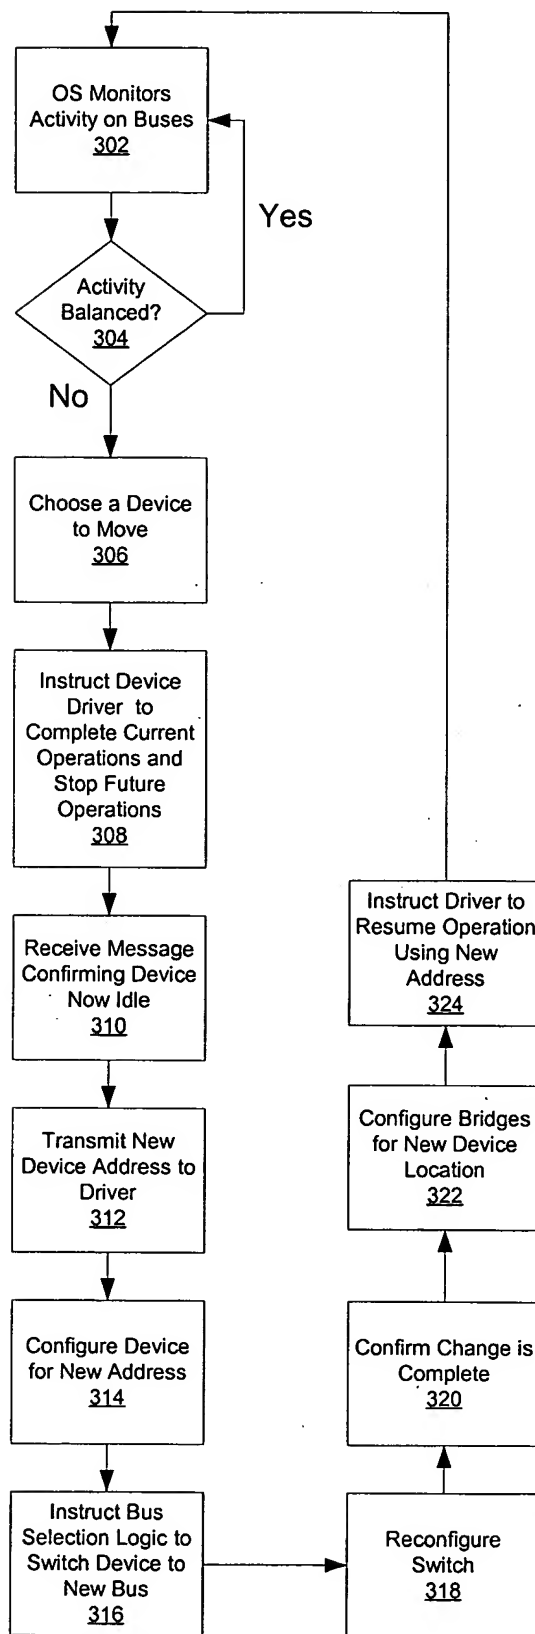 OS Monitors
Activity on Buses
302
Yes
Activity
Balanced?
304
No
Choose a Device
to Move
306
Instruct Device
Driver to
Complete Current
Operations and
Stop Future
Operations
308
Receive Message
Confirming Device
Now Idle
310
Transmit New
Device Address to
Driver
312
Configure Device
for New Address
314
Instruct Bus
Selection Logic to
Switch Device to
New Bus
316
Reconfigure
Switch
318
Confirm Change is
Complete
320
Configure Bridges
for New Device
Location
322
Instruct Driver to
Resume Operation
Using New
Address
324